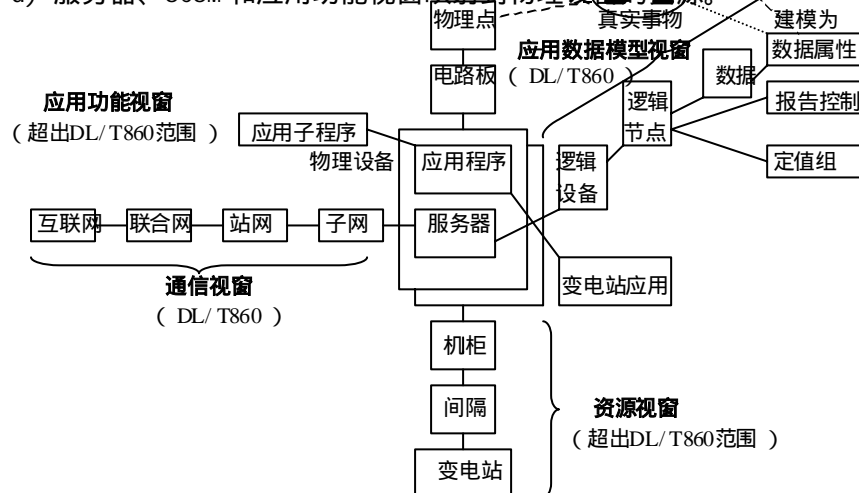 物理点
真实事物
建模为
应用数据模型视窗
数据属性
电路板
( DL/T860 )
数据
应用功能视窗
逻辑
节点
报告控制
( 超出DL/T860范围 )
应用子程序
物理设备
应用程序
逻辑
设备
定值组
互联网
联合网
站网
子网
服务器
通信视窗
( DL/T860 )
变电站应用
机柜
间隔
资源视窗
( 超出DL/T860范围 )
变电站